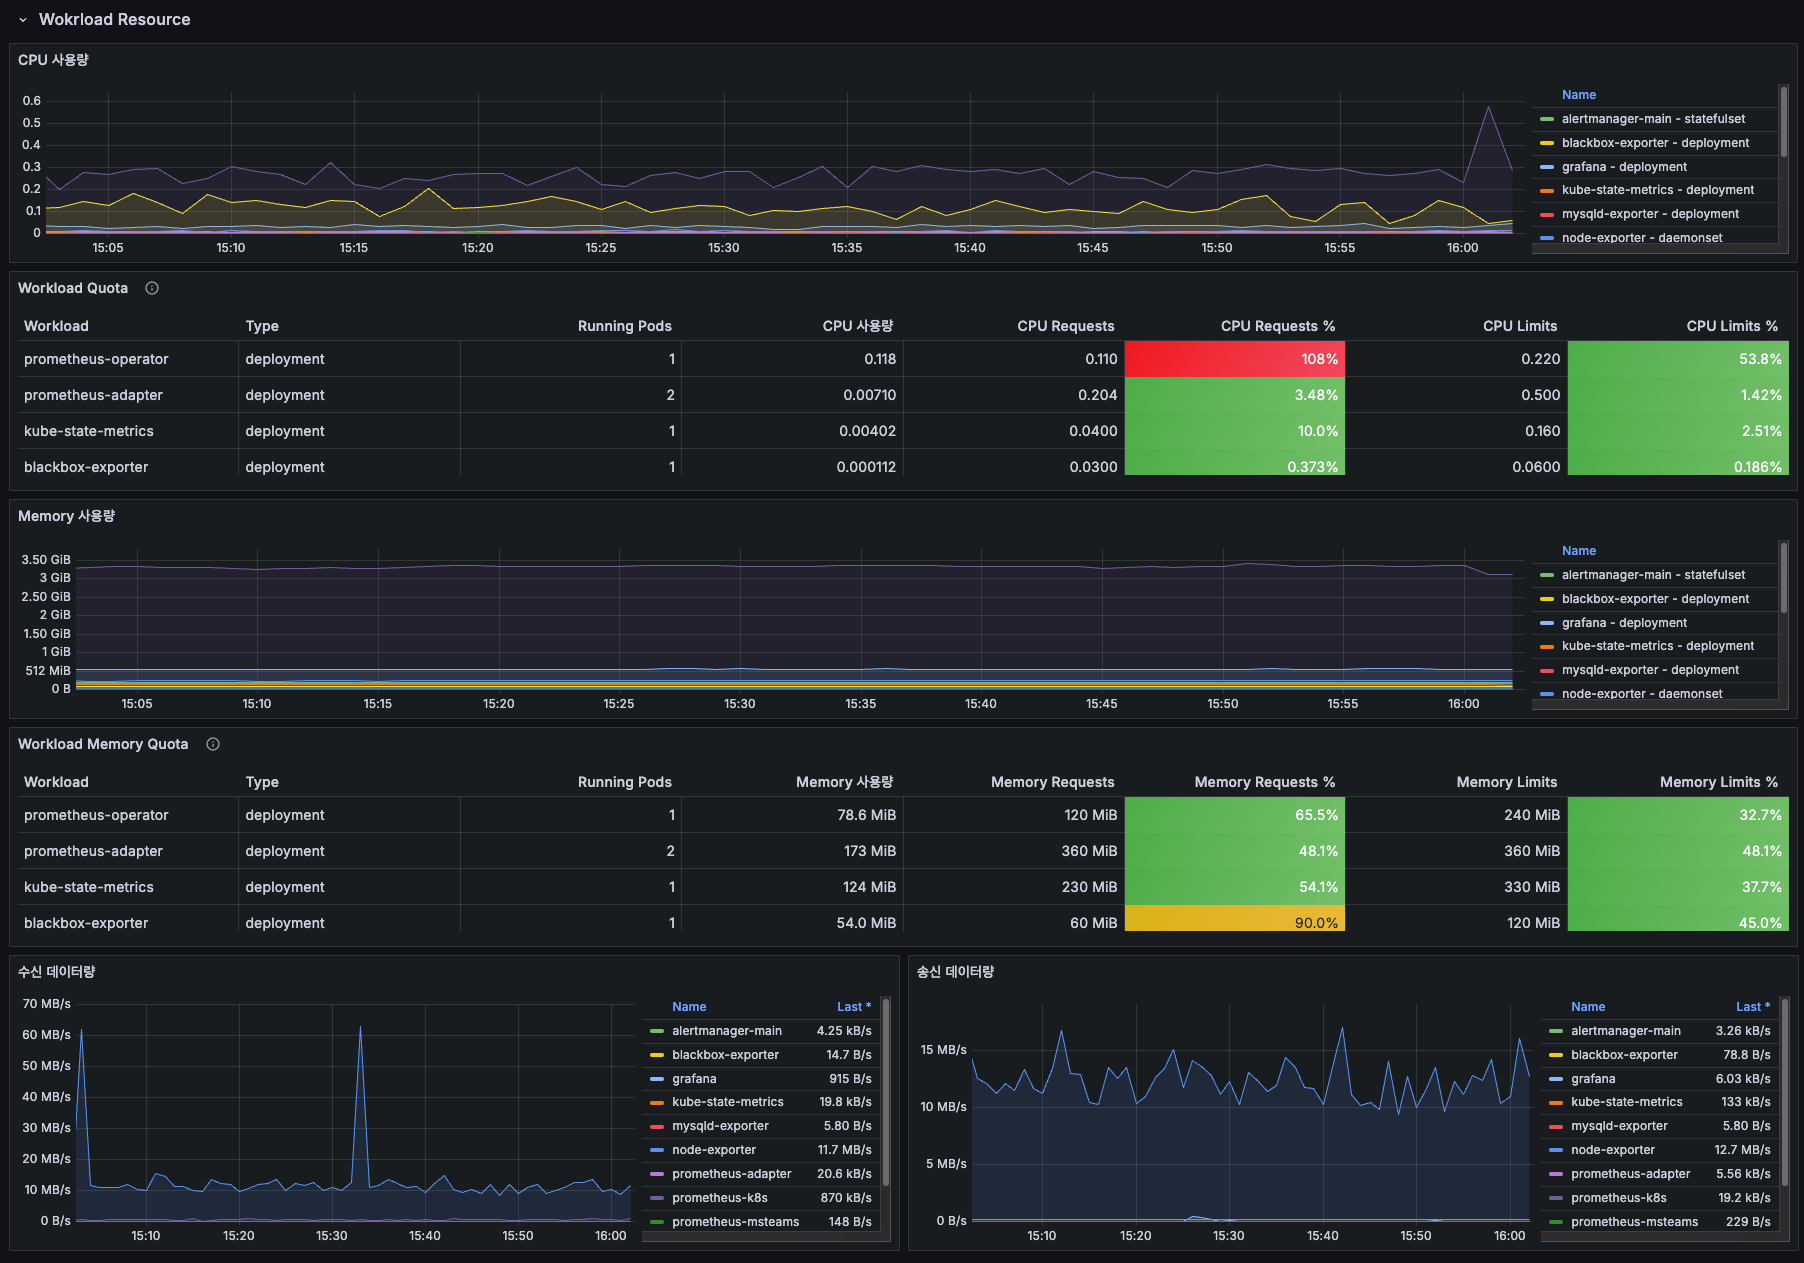 Wokrload Resource
CPU 사용량
0.6
0.5
0.4
0.3
0.2
0.1
0
15:05 15:10 15:15 15:20 15:25 15:30 15:35 15:40 15:45 15:50 15:55 16:00
Name
alertmanager-main - statefulset
blackbox-exporter - deployment
grafana - deployment
kube-state-metrics - deployment
mysqld-exporter - deployment
node-exporter - daemonset
Workload Quota
Workload Type Running Pods CPU 사용량 CPU Requests CPU Requests % CPU Limits CPU Limits %
prometheus-operator deployment 1 0.118 0.110 108% 0.220 53.8%
prometheus-adapter deployment 2 0.00710 0.204 3.48% 0.500 1.42%
kube-state-metrics deployment 1 0.00402 0.0400 10.0% 0.160 2.51%
blackbox-exporter deployment 1 0.000112 0.0300 0.373% 0.0600 0.186%
Memory 사용량
3.50 GiB
3 GiB
2.50 GiB
2 GiB
1.50 GiB
1 GiB
512 MiB
0 B
15:05 15:10 15:15 15:20 15:25 15:30 15:35 15:40 15:45 15:50 15:55 16:00
Name
alertmanager-main - statefulset
blackbox-exporter - deployment
grafana - deployment
kube-state-metrics - deployment
mysqld-exporter - deployment
node-exporter - daemonset
Workload Memory Quota
Workload Type Running Pods Memory 사용량 Memory Requests Memory Requests % Memory Limits Memory Limits %
prometheus-operator deployment 1 78.6 MiB 120 MiB 65.5% 240 MiB 32.7%
prometheus-adapter deployment 2 173 MiB 360 MiB 48.1% 360 MiB 48.1%
kube-state-metrics deployment 1 124 MiB 230 MiB 54.1% 330 MiB 37.7%
blackbox-exporter deployment 1 54.0 MiB 60 MiB 90.0% 120 MiB 45.0%
수신 데이터량
70 MB/s
60 MB/s
50 MB/s
40 MB/s
30 MB/s
20 MB/s
10 MB/s
0 B/s
15:10 15:20 15:30 15:40 15:50 16:00
Name Last *
alertmanager-main 4.25 kB/s
blackbox-exporter 14.7 B/s
grafana 915 B/s
kube-state-metrics 19.8 kB/s
mysqld-exporter 5.80 B/s
node-exporter 11.7 MB/s
prometheus-adapter 20.6 kB/s
prometheus-k8s 870 kB/s
prometheus-msteams 148 B/s
송신 데이터량
15 MB/s
10 MB/s
5 MB/s
0 B/s
15:10 15:20 15:30 15:40 15:50 16:00
Name Last *
alertmanager-main 3.26 kB/s
blackbox-exporter 78.8 B/s
grafana 6.03 kB/s
kube-state-metrics 133 kB/s
mysqld-exporter 5.80 B/s
node-exporter 12.7 MB/s
prometheus-adapter 5.56 kB/s
prometheus-k8s 19.2 kB/s
prometheus-msteams 229 B/s